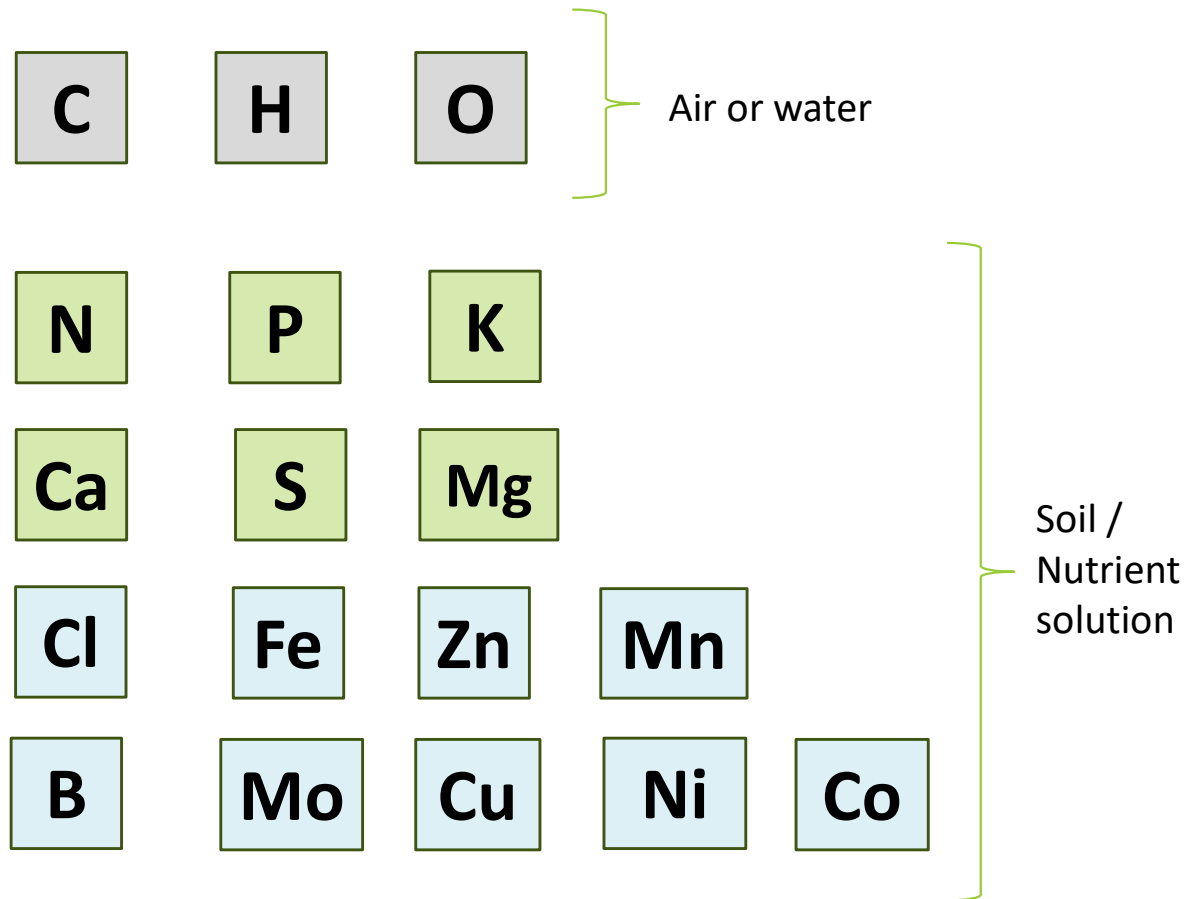 C H O
Air or water
N P K
Ca S Mg
Soil /
Nutrient
solution
Cl Fe Zn Mn
B Mo Cu Ni Co